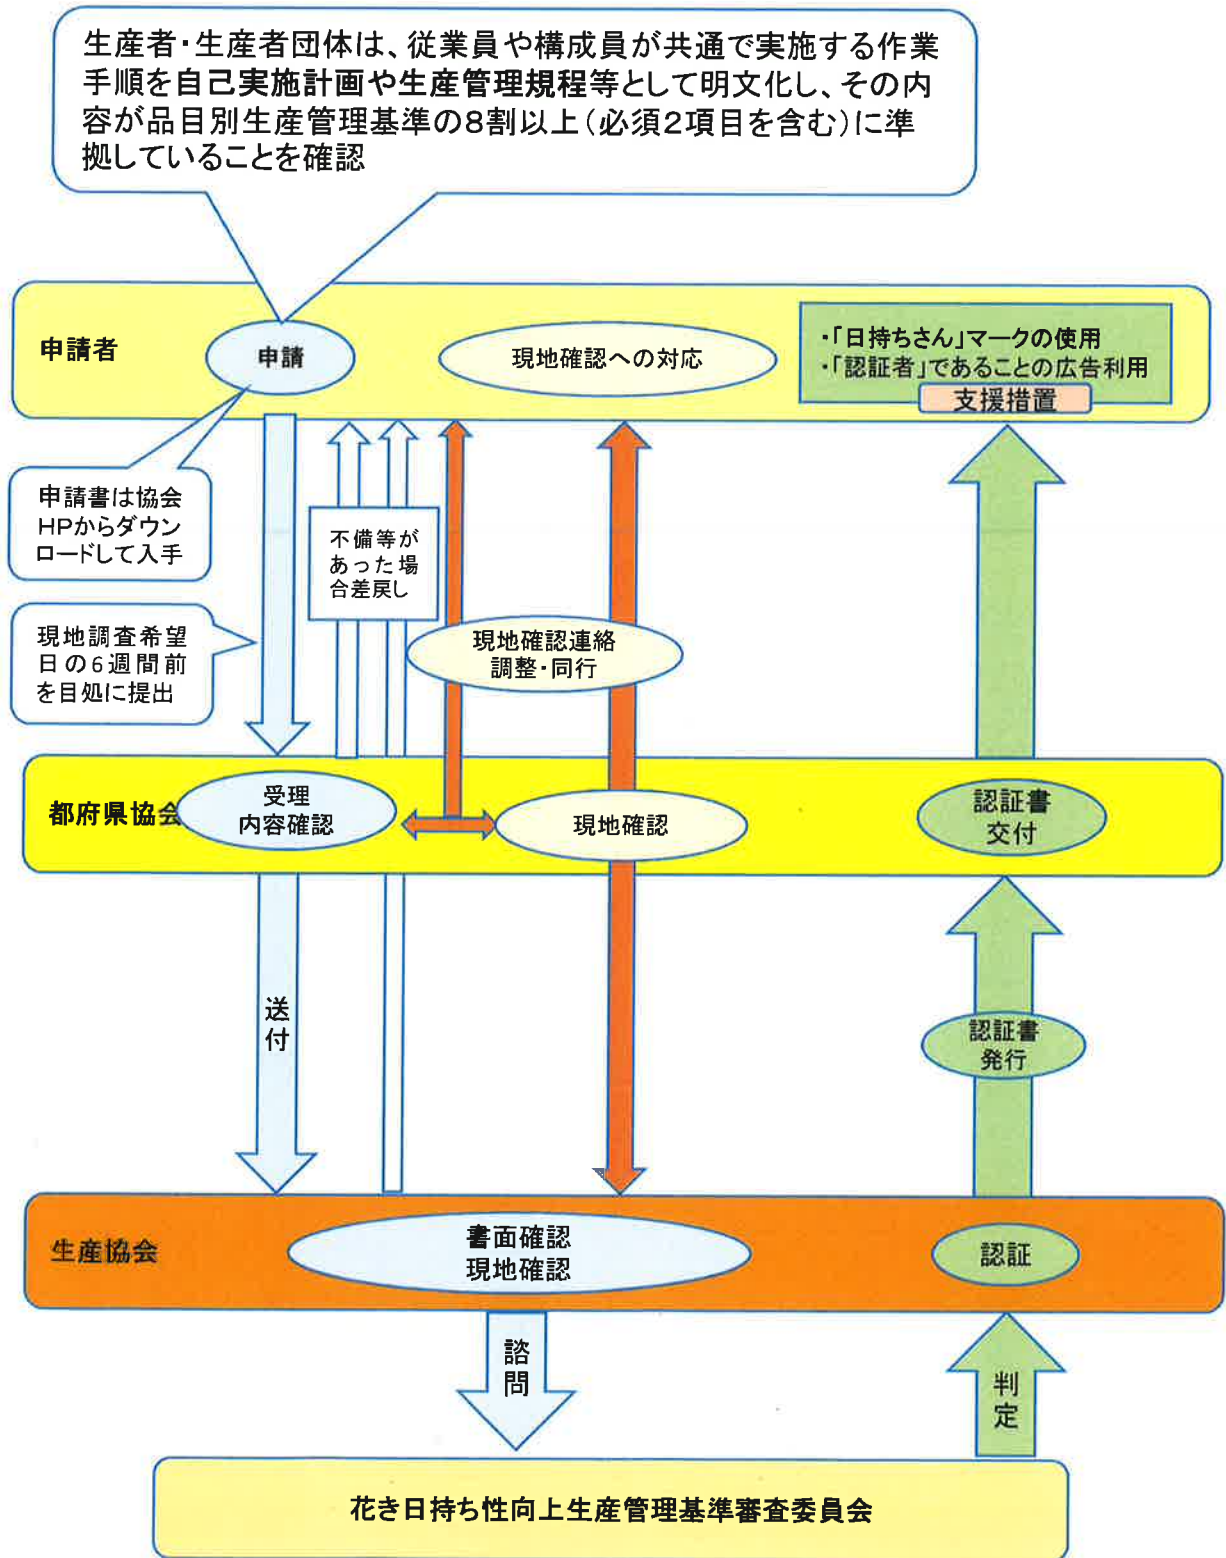 生産者・生産者団体は、従業員や構成員が共通で実施する作業
手順を自己実施計画や生産管理規程等として明文化し、その内
容が品目別生産管理基準の8割以上(必須2項目を含む)に準
拠していることを確認
申請者
申請
現地確認への対応
・「日持ちさん」マークの使用
・「認証者」であることの広告利用
支援措置
申請書は協会
HPからダウン
ロードして入手
不備等が
あった場
合差戻し
現地調査希望
日の6週間前
を目処に提出
現地確認連絡
調整・同行
都府県協会
受理
内容確認
現地確認
認証書
交付
送
付
認証書
発行
生産協会
書面確認
現地確認
認証
諮
問
判
定
花き日持ち性向上生産管理基準審査委員会